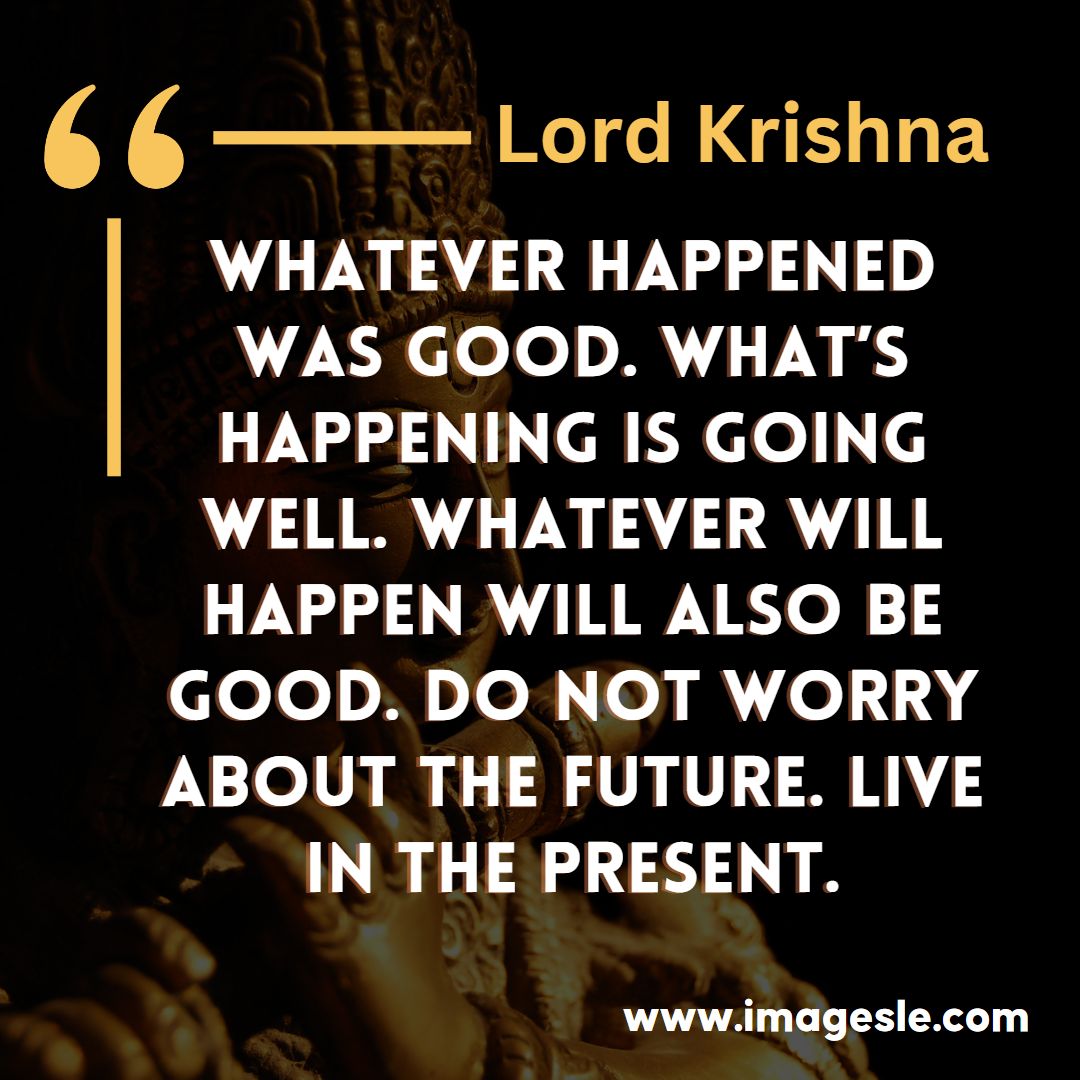 “ Lord Krishna
WHATEVER HAPPENED
WAS GOOD. WHAT’S
HAPPENING IS GOING
WELL. WHATEVER WILL
HAPPEN WILL ALSO BE
GOOD. DO NOT WORRY
ABOUT THE FUTURE. LIVE
IN THE PRESENT.
www.imagesle.com